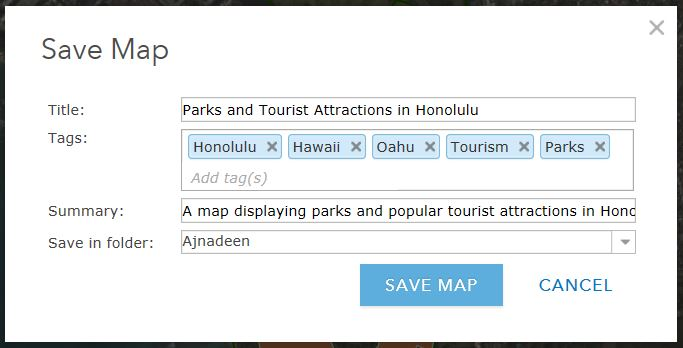 Save Map
Title: Parks and Tourist Attractions in Honolulu
Tags: Honolulu Hawaii Oahu Tourism Parks
Add tag(s)
Summary: A map displaying parks and popular tourist attractions in Hono
Save in folder: Ajnadeen
SAVE MAP CANCEL